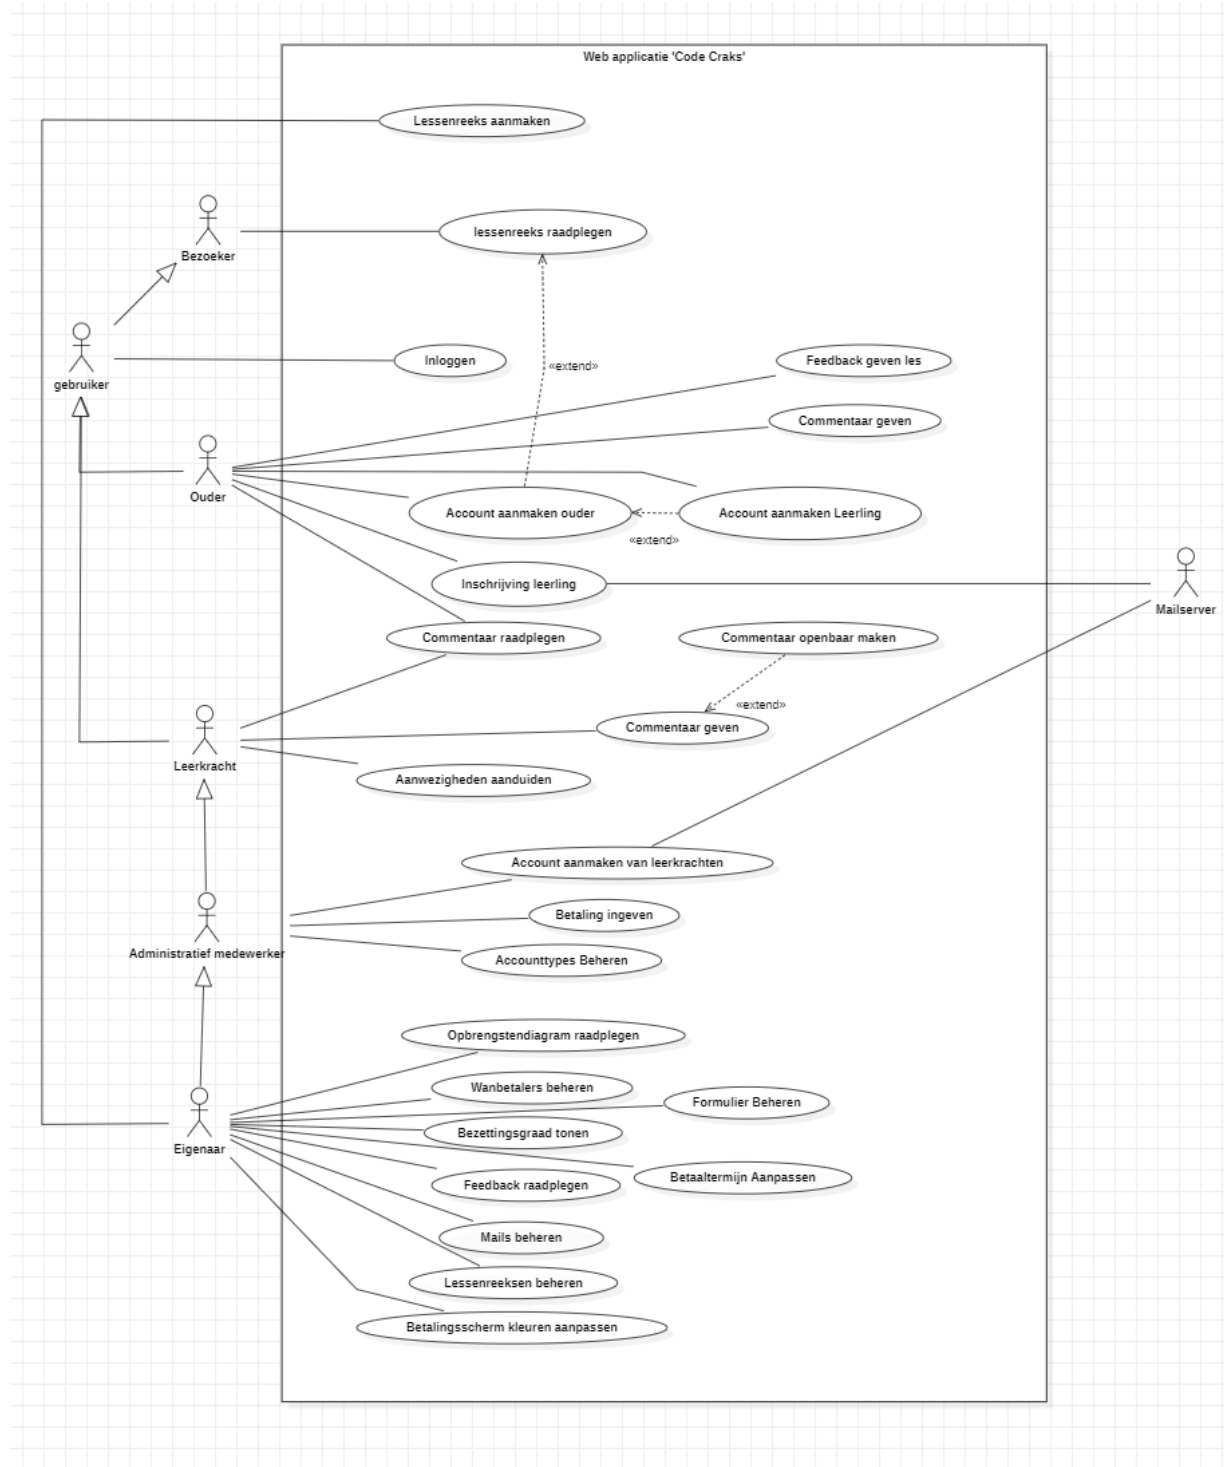 Web applicatie 'Code Craks'
Lessenreeks aanmaken
lessenreeks raadplegen
Bezoeker
Inloggen
Feedback geven les
«extend»
gebruiker
Commentaar geven
Ouder
Account aanmaken ouder
Account aanmaken Leerling
«extend»
Inschrijving leerling
Mailserver
Commentaar raadplegen
Commentaar openbaar maken
«extend»
Commentaar geven
Leerkracht
Aanwezigheden aanduiden
Account aanmaken van leerkrachten
Betaling ingeven
Administratief medewerker
Accounttypes Beheren
Opbrengstendiagram raadplegen
Wanbetalers beheren
Formulier Beheren
Bezettingsgraad tonen
Eigenaar
Betaaltermijn Aanpassen
Feedback raadplegen
Mails beheren
Lessenreeksen beheren
Betalingsscherm kleuren aanpassen